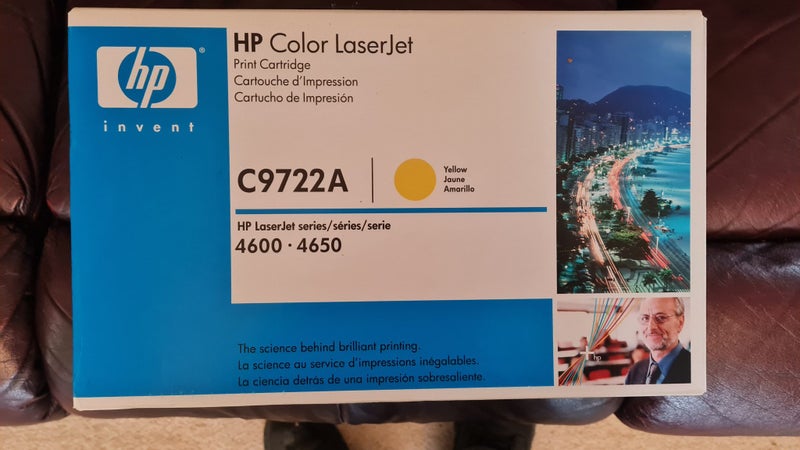 hp
®
invent
HP Color LaserJet
Print Cartridge
Cartouche d'Impression
Cartucho de Impresión
C9722A
Yellow
Jaune
Amarillo
HP LaserJet series/séries/serie
4600 · 4650
The science behind brilliant printing.
La science au service d'impressions inégalables.
La ciencia detrás de una impresión sobresaliente.
+ hp